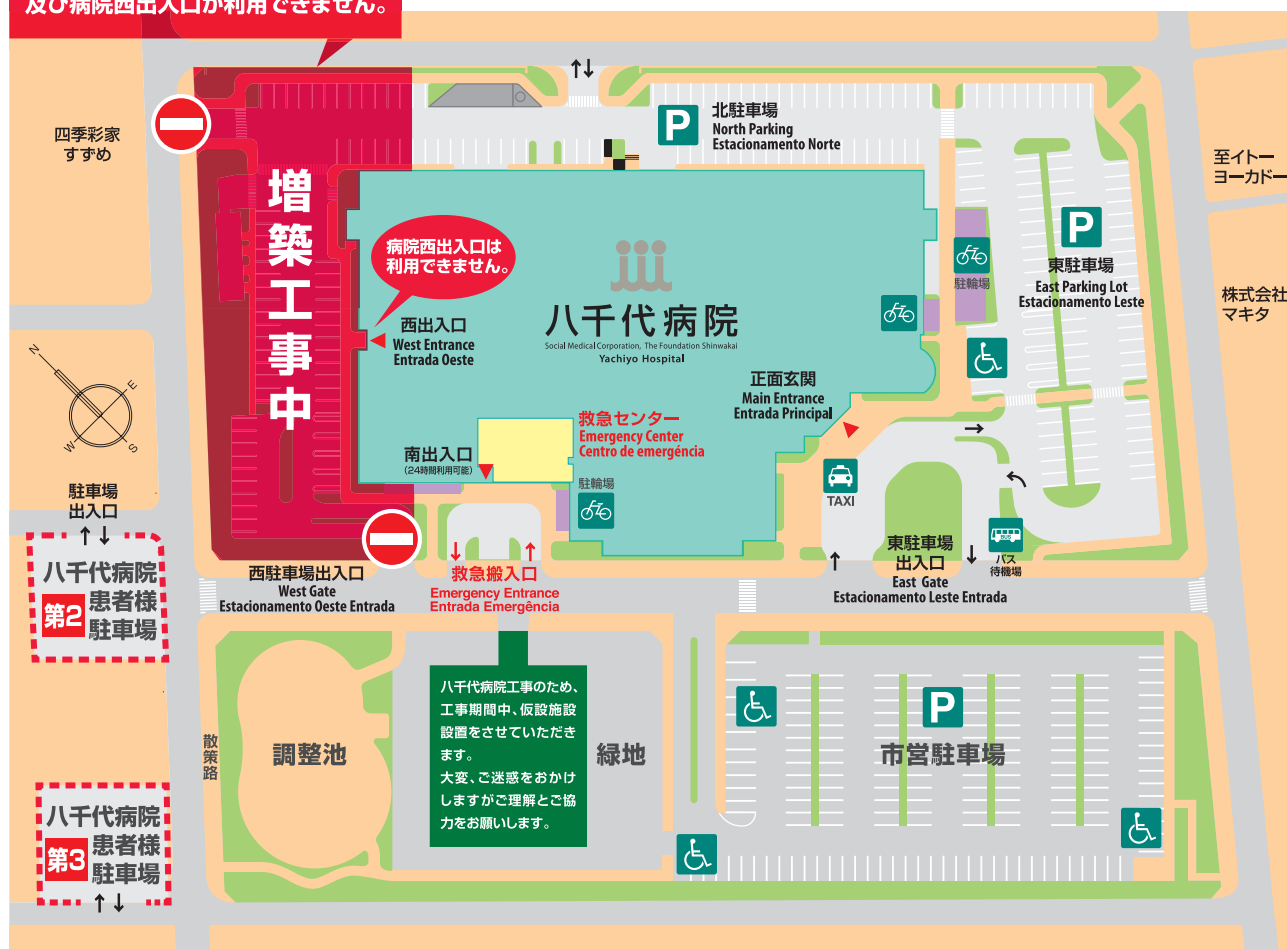 及び病院西出入口が利用できません。
四季彩家
すずめ
増築工事中
病院西出入口は
利用できません。
西出入口
West Entrance
Entrada Oeste
P
北駐車場
North Parking
Estacionamento Norte
八千代病院
Social Medical Corporation, The Foundation Shinwakai
Yachiyo Hospital
駐輪場
P
東駐車場
East Parking Lot
Estacionamento Leste
至イトー
ヨーカドー
株式会社
マキタ
正面玄関
Main Entrance
Entrada Principal
救急センター
Emergency Center
Centro de emergéncia
南出入口
(24時間利用可能)
駐輪場
TAXI
BUS
バス
待機場
東駐車場
出入口
East Gate
Estacionamento Leste Entrada
N
E
W
S
駐車場
出入口
八千代病院
第2
患者様
駐車場
西駐車場出入口
West Gate
Estacionamento Oeste Entrada
救急搬入口
Emergency Entrance
Entrada Emergência
散策路
調整池
八千代病院工事のため、
工事期間中、仮設施設
設置をさせていただき
ます。
大変、ご迷惑をおかけ
しますがご理解とご協
力をお願いします。
緑地
P
市営駐車場
八千代病院
第3
患者様
駐車場